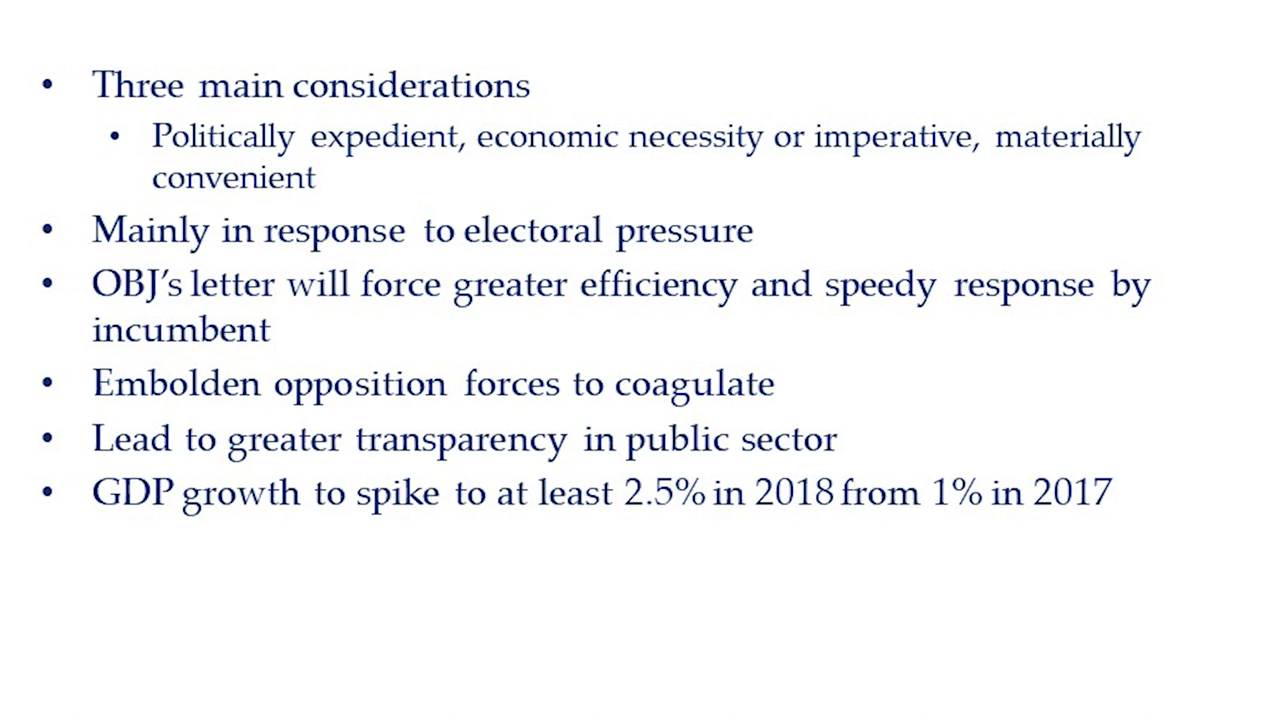 • Three main considerations
• Politically expedient, economic necessity or imperative, materially
convenient
• Mainly in response to electoral pressure
• OBJ's letter will force greater efficiency and speedy response by
incumbent
• Embolden opposition forces to coagulate
• Lead to greater transparency in public sector
• GDP growth to spike to at least 2.5% in 2018 from 1% in 2017